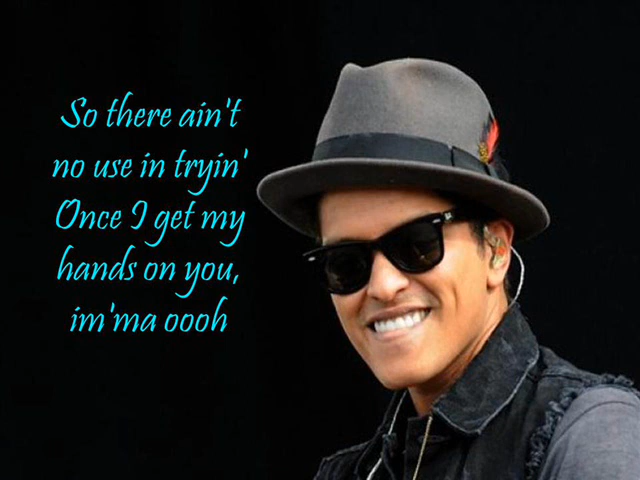 So there ain't
no use in tryin'
Once I get my
hands on you,
im'ma oooh